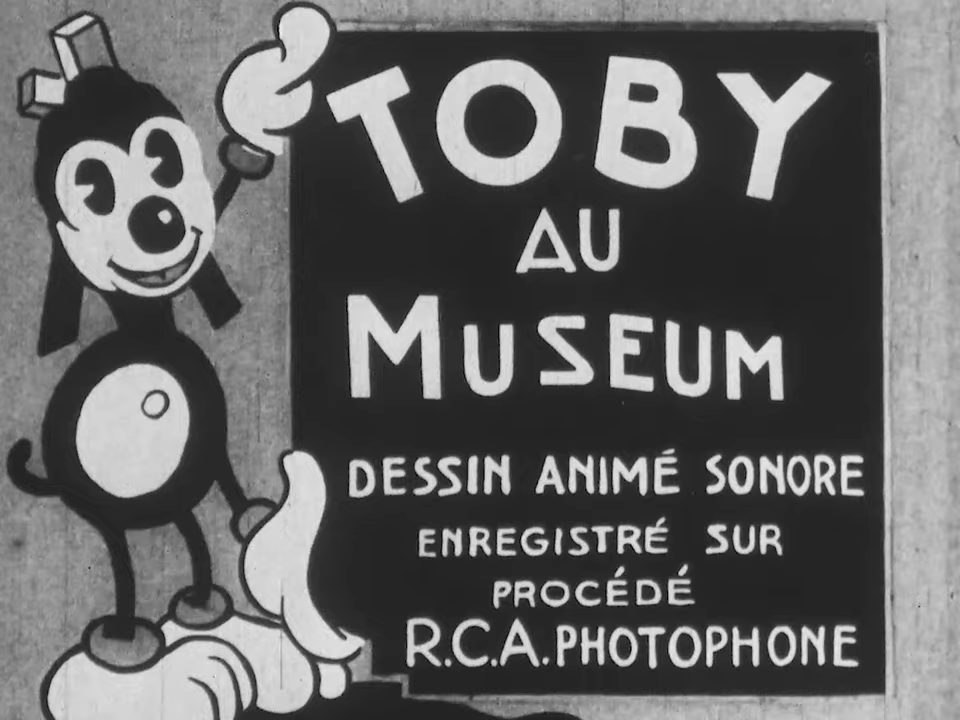 TOBY
AU
MUSEUM
DESSIN ANIMÉ SONORE
ENREGISTRÉ SUR
PROCÉDÉ
R.C.A. PHOTOPHONE